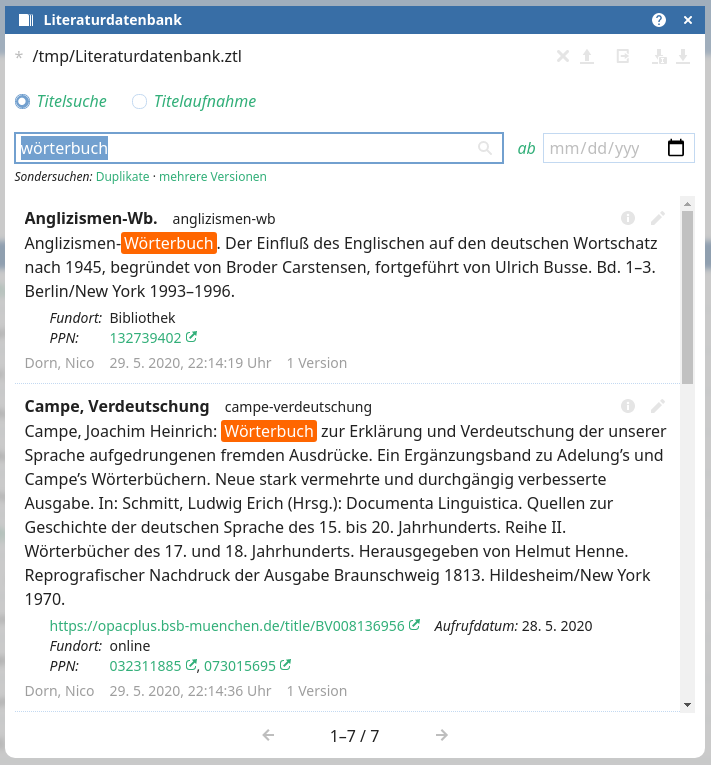 Literaturdatenbank
* /tmp/Literaturdatenbank.ztl
Titelsuche Titelaufnahme
wörterbuch ab mm/dd/yyy
Sondersuchen: Duplikate · mehrere Versionen
Anglizismen-Wb. anglizismen-wb
Anglizismen-Wörterbuch. Der Einfluß des Englischen auf den deutschen Wortschatz
nach 1945, begründet von Broder Carstensen, fortgeführt von Ulrich Busse. Bd. 1–3.
Berlin/New York 1993–1996.
Fundort: Bibliothek
PPN: 132739402
Dorn, Nico 29. 5. 2020, 22:14:19 Uhr 1 Version
Campe, Verdeutschung campe-verdeutschung
Campe, Joachim Heinrich: Wörterbuch zur Erklärung und Verdeutschung der unserer
Sprache aufgedrungenen fremden Ausdrücke. Ein Ergänzungsband zu Adelung’s und
Campe’s Wörterbüchern. Neue stark vermehrte und durchgängig verbesserte
Ausgabe. In: Schmitt, Ludwig Erich (Hrsg.): Documenta Linguistica. Quellen zur
Geschichte der deutschen Sprache des 15. bis 20. Jahrhunderts. Reihe II.
Wörterbücher des 17. und 18. Jahrhunderts. Herausgegeben von Helmut Henne.
Reprografischer Nachdruck der Ausgabe Braunschweig 1813. Hildesheim/New York
1970.
https://opacplus.bsb-muenchen.de/title/BV008136956 Aufrufdatum: 28. 5. 2020
Fundort: online
PPN: 032311885, 073015695
Dorn, Nico 29. 5. 2020, 22:14:36 Uhr 1 Version
1–7 / 7